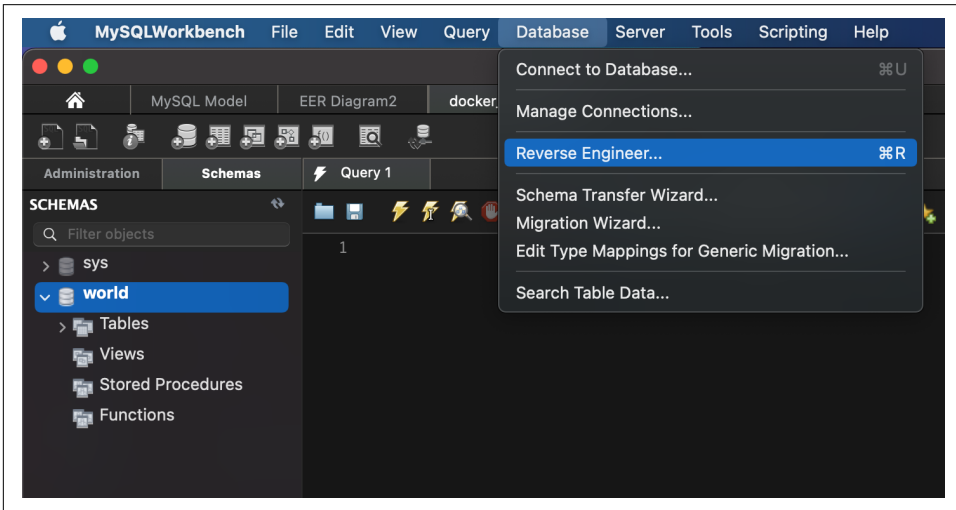 MySQLWorkbench File Edit View Query Database Server Tools Scripting Help
Connect to Database... ⌘U
MySQL Model EER Diagram2 docker_
Manage Connections...
Reverse Engineer... ⌘R
Administration Schemas Query 1
Schema Transfer Wizard...
SCHEMAS
Migration Wizard...
Filter objects
1
Edit Type Mappings for Generic Migration...
sys
world
Search Table Data...
Tables
Views
Stored Procedures
Functions